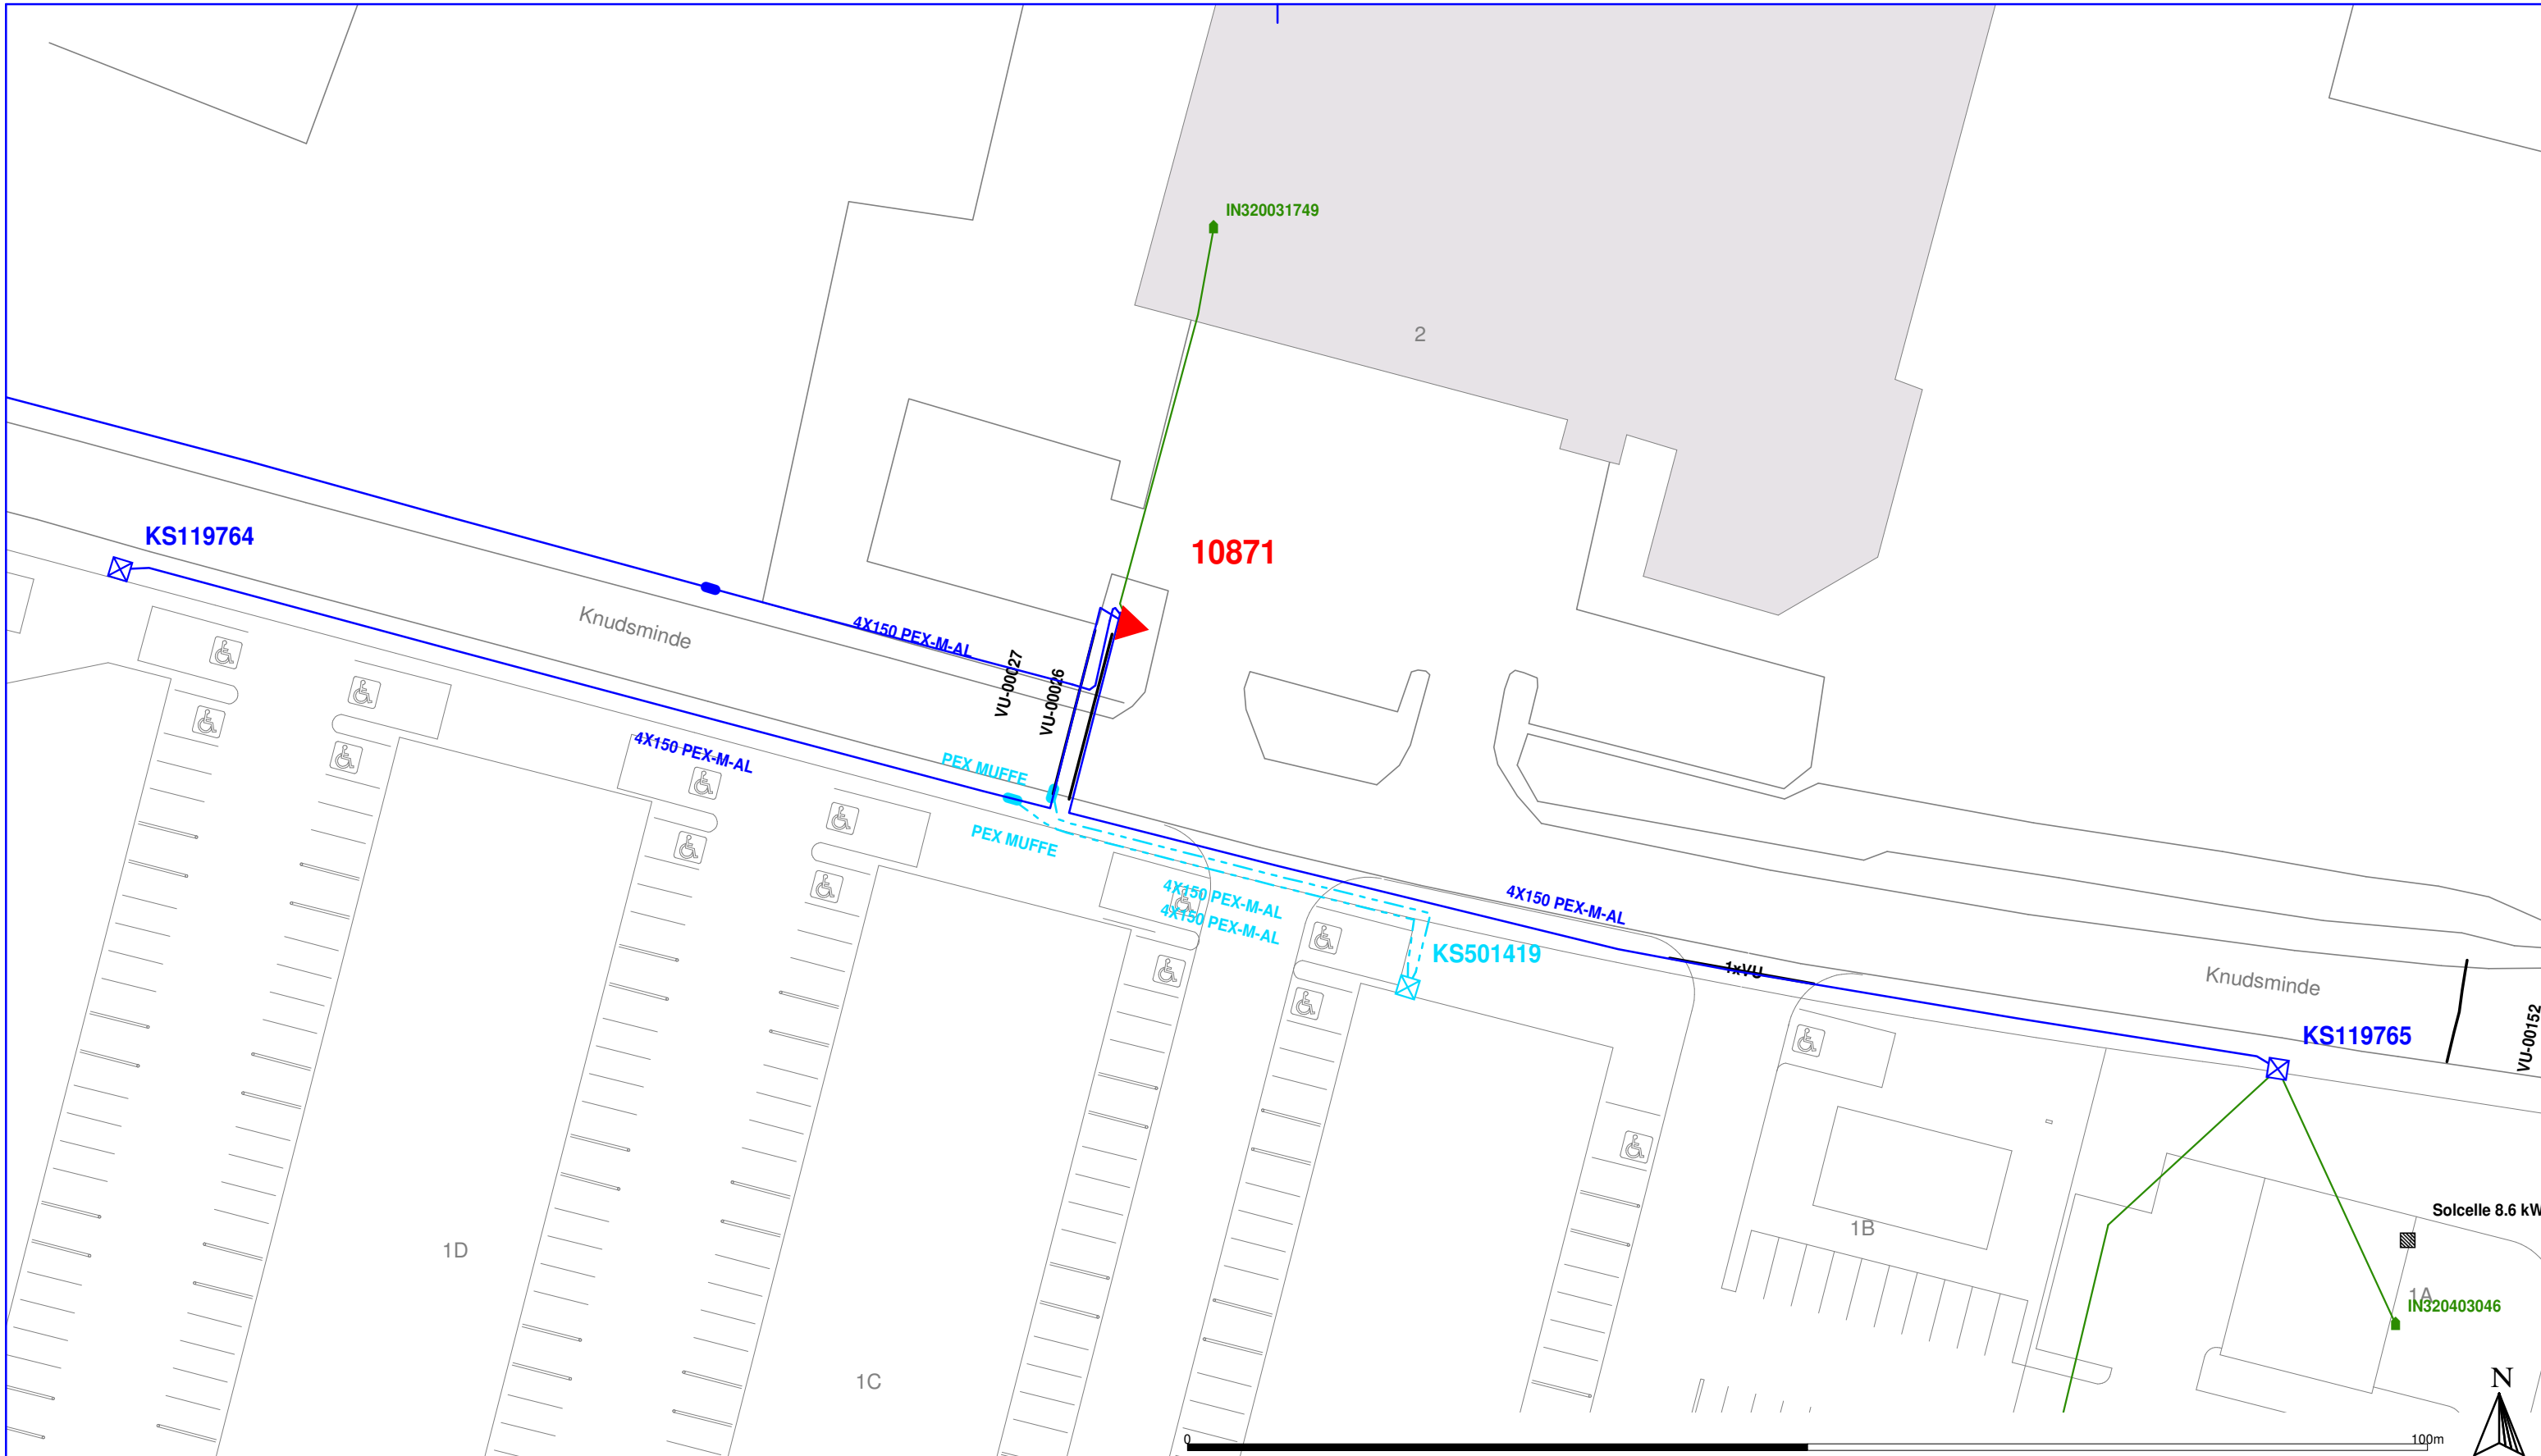 IN320031749
2
KS119764
10871
Knudsminde
4X150 PEX-M-AL
VU-00027
VU-00026
4X150 PEX-M-AL
PEX MUFFE
PEX MUFFE
4X150 PEX-M-AL
4X150 PEX-M-AL
4X150 PEX-M-AL
KS501419
1xVU
Knudsminde
KS119765
VU-00152
Solcelle 8.6 kW
1B
1D
1A
IN320403046
1C
N
0
100m